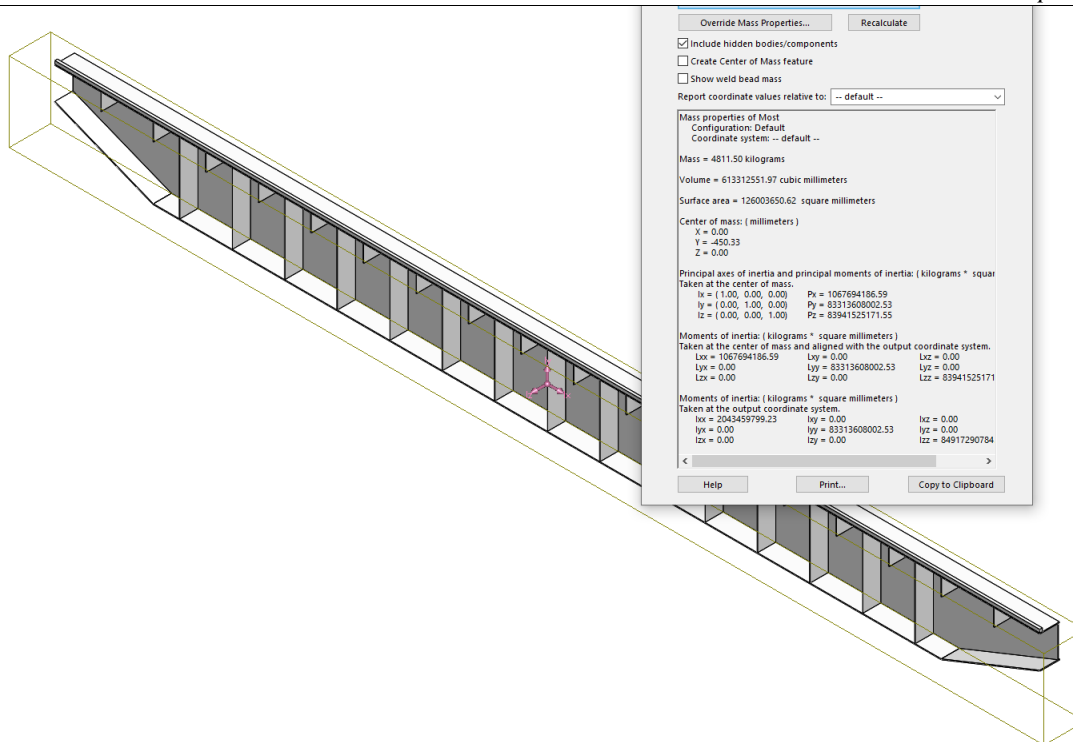 Override Mass Properties... Recalculate
Include hidden bodies/components
Create Center of Mass feature
Show weld bead mass
Report coordinate values relative to: -- default --
Mass properties of Most
Configuration: Default
Coordinate system: -- default --
Mass = 4811.50 kilograms
Volume = 613312551.97 cubic millimeters
Surface area = 126003650.62 square millimeters
Center of mass: ( millimeters )
X = 0.00
Y = -450.33
Z = 0.00
Principal axes of inertia and principal moments of inertia: ( kilograms * squar
Taken at the center of mass.
Ix = ( 1.00, 0.00, 0.00) Px = 1067694186.59
Iy = ( 0.00, 1.00, 0.00) Py = 83313608002.53
Iz = ( 0.00, 0.00, 1.00) Pz = 83941525171.55
Moments of inertia: ( kilograms * square millimeters )
Taken at the center of mass and aligned with the output coordinate system.
Lxx = 1067694186.59 Lxy = 0.00 Lxz = 0.00
Lyx = 0.00 Lyy = 83313608002.53 Lyz = 0.00
Lzx = 0.00 Lzy = 0.00 Lzz = 83941525171
Moments of inertia: ( kilograms * square millimeters )
Taken at the output coordinate system.
Ixx = 2043459799.23 Ixy = 0.00 Ixz = 0.00
Iyx = 0.00 Iyy = 83313608002.53 Iyz = 0.00
Izx = 0.00 Izy = 0.00 Izz = 84917290784
Help Print... Copy to Clipboard